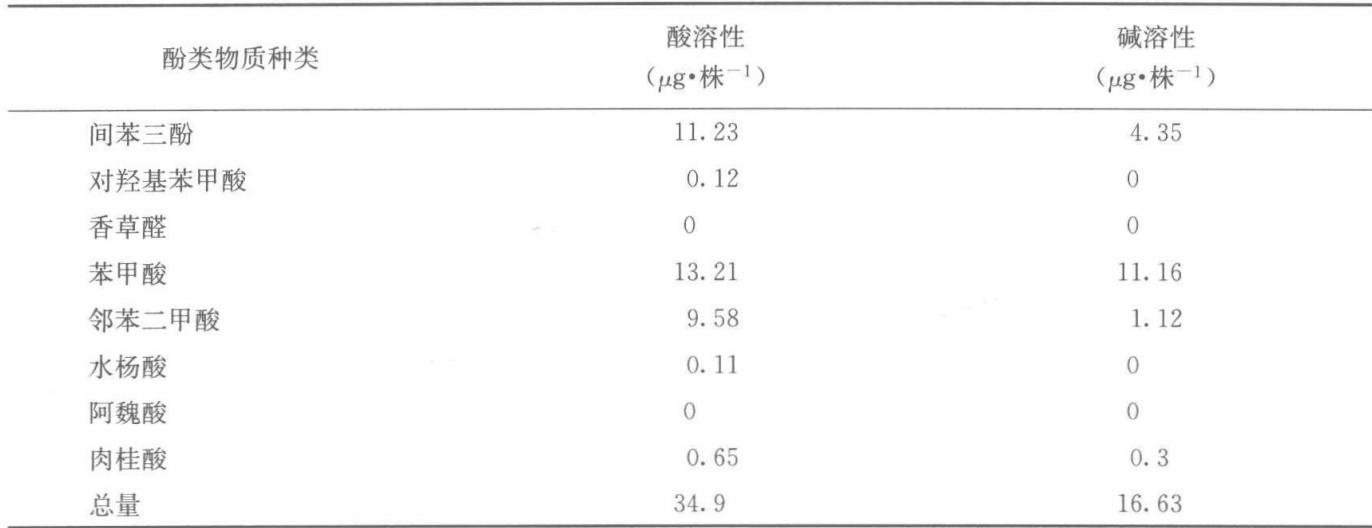 酚类物质种类 酸溶性 碱溶性
(μg•株⁻¹) (μg•株⁻¹)
间苯三酚 11.23 4.35
对羟基苯甲酸 0.12 0
香草醛 0 0
苯甲酸 13.21 11.16
邻苯二甲酸 9.58 1.12
水杨酸 0.11 0
阿魏酸 0 0
肉桂酸 0.65 0.3
总量 34.9 16.63